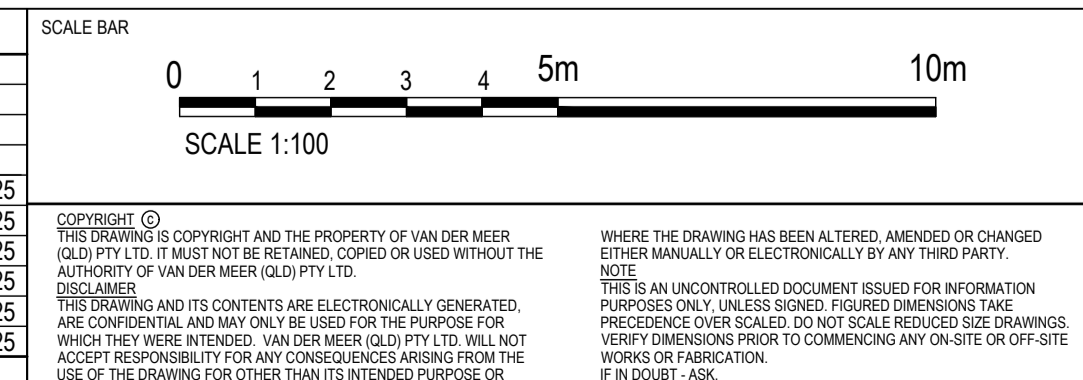 SCALE BAR
0 1 2 3 4 5m 10m
SCALE 1:100
25
25
25
25
25
25
COPYRIGHT ©
THIS DRAWING IS COPYRIGHT AND THE PROPERTY OF VAN DER MEER
(QLD) PTY LTD. IT MUST NOT BE RETAINED, COPIED OR USED WITHOUT THE
AUTHORITY OF VAN DER MEER (QLD) PTY LTD.
DISCLAIMER
THIS DRAWING AND ITS CONTENTS ARE ELECTRONICALLY GENERATED,
ARE CONFIDENTIAL AND MAY ONLY BE USED FOR THE PURPOSE FOR
WHICH THEY WERE INTENDED. VAN DER MEER (QLD) PTY LTD. WILL NOT
ACCEPT RESPONSIBILITY FOR ANY CONSEQUENCES ARISING FROM THE
USE OF THE DRAWING FOR OTHER THAN ITS INTENDED PURPOSE OR
WHERE THE DRAWING HAS BEEN ALTERED, AMENDED OR CHANGED
EITHER MANUALLY OR ELECTRONICALLY BY ANY THIRD PARTY.
NOTE
THIS IS AN UNCONTROLLED DOCUMENT ISSUED FOR INFORMATION
PURPOSES ONLY, UNLESS SIGNED. FIGURED DIMENSIONS TAKE
PRECEDENCE OVER SCALED. DO NOT SCALE REDUCED SIZE DRAWINGS.
VERIFY DIMENSIONS PRIOR TO COMMENCING ANY ON-SITE OR OFF-SITE
WORKS OR FABRICATION.
IF IN DOUBT - ASK.